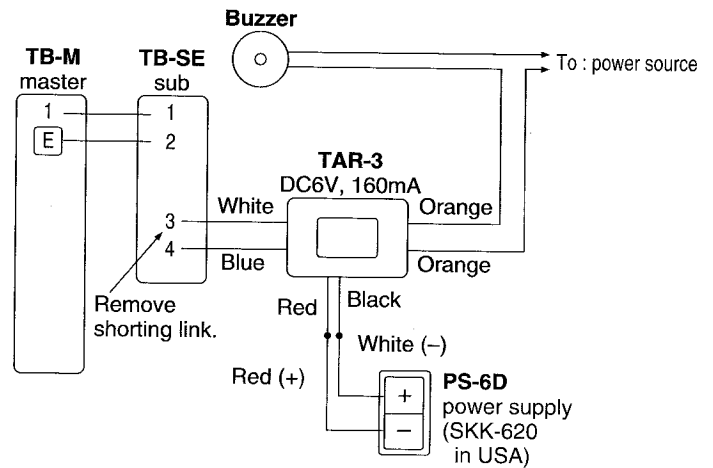 Buzzer
TB-M
master
TB-SE
sub
To : power source
1
E
1
2
TAR-3
DC6V, 160mA
White
Orange
3
4
Blue
Orange
Remove
shorting link.
Red
Black
White (–)
Red (+)
+
–
PS-6D
power supply
(SKK-620
in USA)